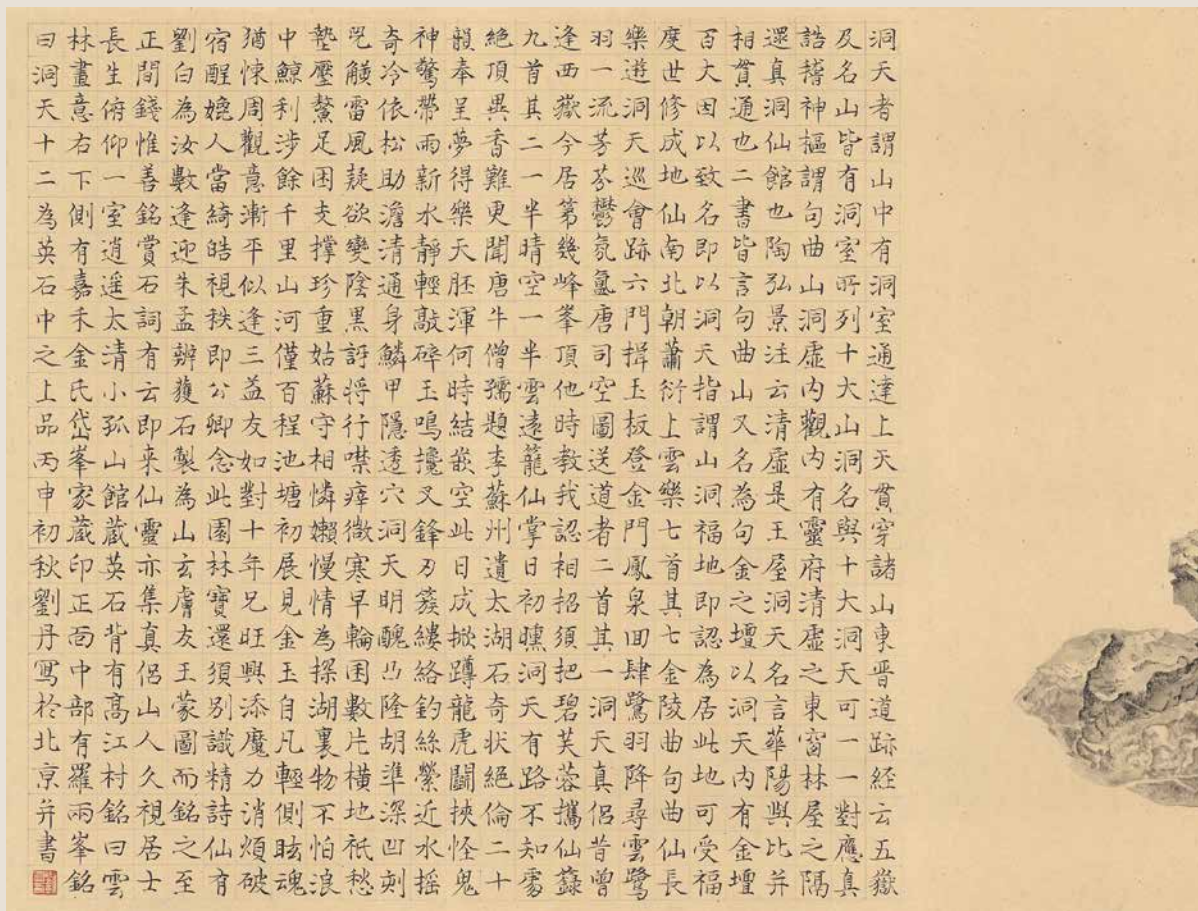 洞天者謂山中有洞室通達上天貫穿諸山東晉道跡経云五嶽
及名山皆有洞室所列十大山洞名與十大洞天可一一對應真
誥稽神樞謂句曲山洞虛內觀內有靈府清虛之東窗林屋之隔
還真洞仙館也陶弘景注云清虛是王屋洞天名言華陽與比并
相貫通也二書皆言句曲山又名為句金之壇以洞天內有金壇
百大因以致名即以洞天指謂山洞福地即認為居此地可受福
度世修成地仙南北朝蕭衍上雲樂七首其七金陵曲句曲仙長
樂遊洞天巡會跡六門揖玉板登金門鳳泉回肆鷺羽降尋雲鷺
羽一流芳芬鬱氛氳唐司空圖送道者二首其一洞天真侶昔曾
逢西嶽今居第幾峰峯頂他時教我認相招須把碧芙蓉攜仙籙
九首其二一半晴空一半雲遠籠仙掌日初曛洞天有路不知處
絕頂異香難更聞唐牛僧孺題李蘇州遺太湖石奇狀絕倫二十
韻奉呈夢得樂天胚渾何時結嵌空此日成掀蹲龍虎鬭挾怪鬼
神驚帶雨新水靜輕敲碎玉鳴攙叉鋒刃簇縷絡釣絲縈近水搖
奇冷依松助澹清通身鱗甲隱透穴洞天明醜凸隆胡準深凹刻
兕觥雷風疑欲變陰黑訝將行噤痒微寒早輪囷數片橫地祇愁
墊壓鰲足困支撐珍重姑蘇守相憐懶慢情為探湖裏物不怕浪
中鯨利涉餘千里山河僅百程池塘初展見金玉自凡輕側眩魂
猶悚周觀意漸平似逢三益友如對十年兄旺興添魔力消煩破
宿酲媲人當綺皓視秩即公卿念此園林寶還須別識精詩仙有
劉白為汝數逢迎朱孟辨獲石製為山玄膚友王蒙圖而銘之至
正間錢惟善銘賞石詞有云即来仙靈亦集真侶山人久視居士
長生俯仰一室逍遥太清小孤山館蔵英石背有高江村銘曰雲
林畫意右下側有嘉禾金氏岱峯家蔵印正面中部有羅兩峯銘
曰洞天十二為英石中之上品丙申初秋劉丹寫於北京并書